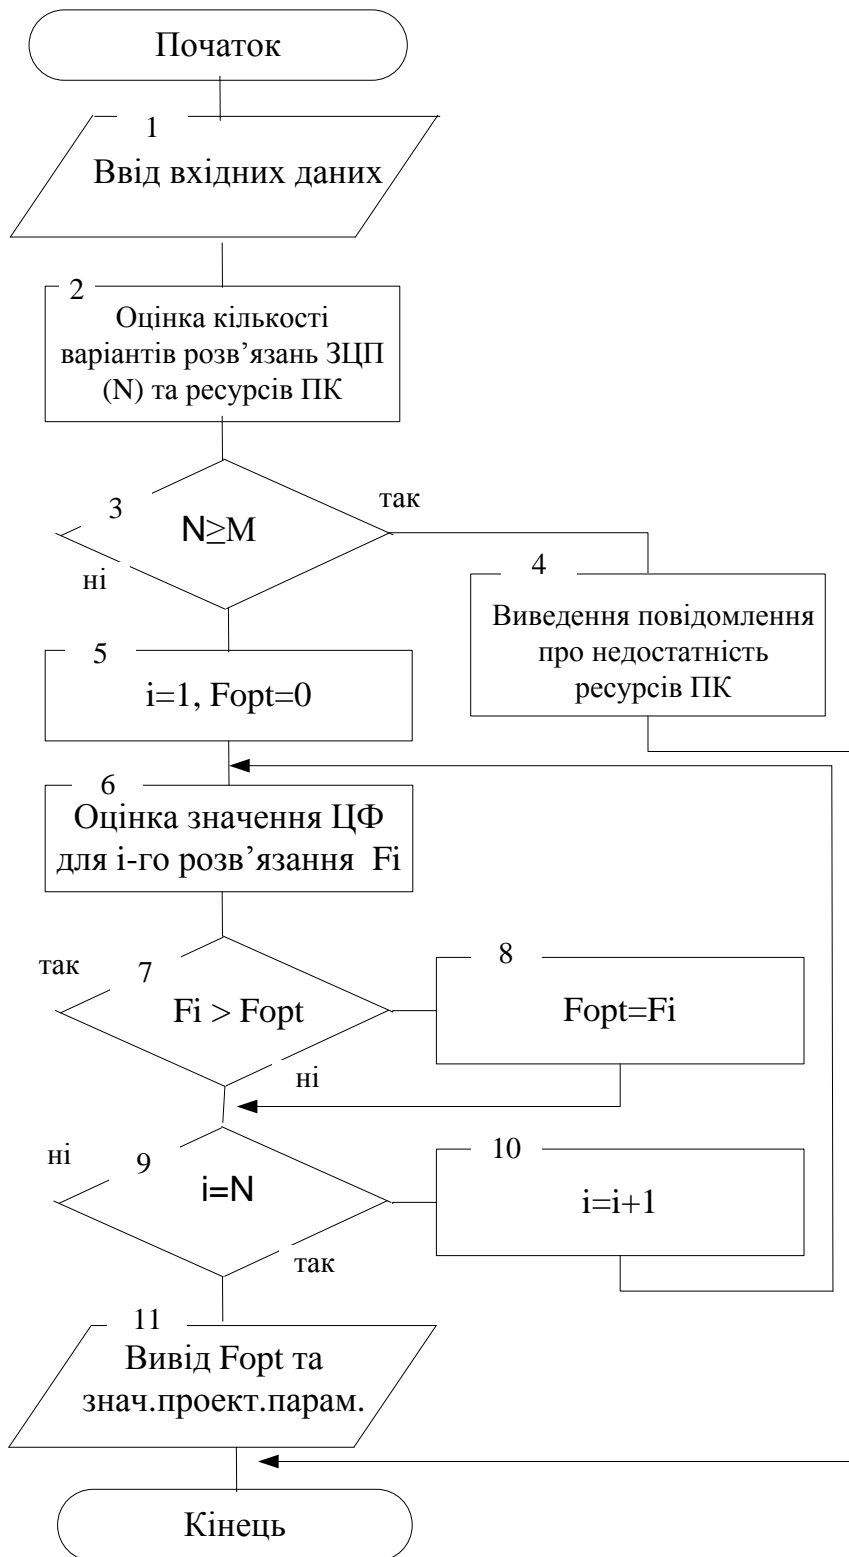 Початок
1
Ввід вхідних даних
2
Оцінка кількості
варіантів розв’язань ЗЦП
(N) та ресурсів ПК
3
N≥M
так
ні
4
Виведення повідомлення
про недостатність
ресурсів ПК
5
i=1, Fopt=0
6
Оцінка значення ЦФ
для i-го розв’язання Fi
так
7
Fi > Fopt
ні
8
Fopt=Fi
ні
9
i=N
так
10
i=i+1
11
Вивід Fopt та
знач.проект.парам.
Кінець